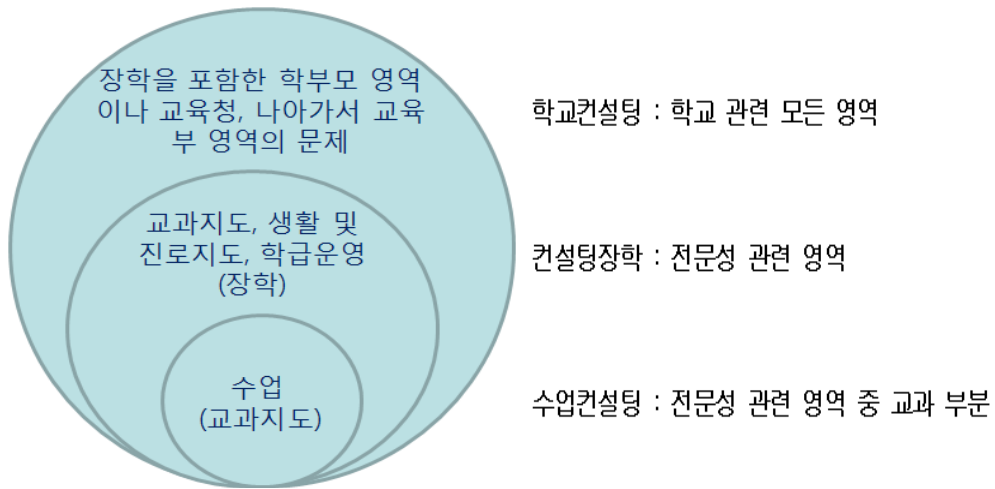 장학을 포함한 학부모 영역
이나 교육청, 나아가서 교육
부 영역의 문제
학교컨설팅 : 학교 관련 모든 영역
교과지도, 생활 및
진로지도, 학급운영
(장학)
컨설팅장학 : 전문성 관련 영역
수업
(교과지도)
수업컨설팅 : 전문성 관련 영역 중 교과 부분